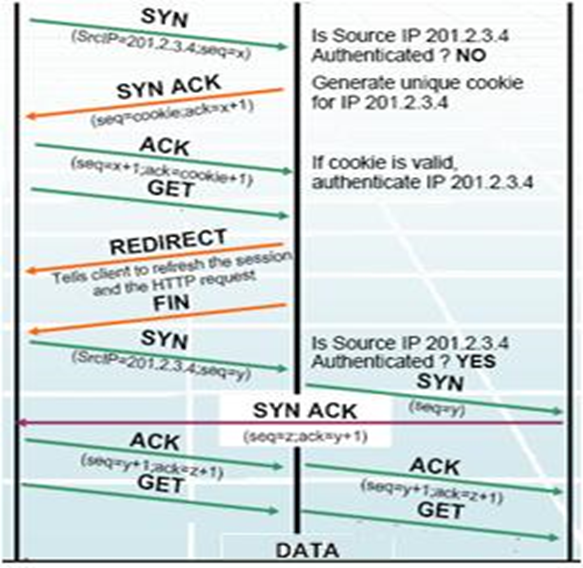 SYN
(SrcIP=201.2.3.4;seq=x)
Is Source IP 201.2.3.4
Authenticated ? NO
SYN ACK
(seq=cookie;ack=x+1)
Generate unique cookie
for IP 201.2.3.4
ACK
(seq=x+1;ack=cookie+1)
If cookie is valid,
authenticate IP 201.2.3.4
GET
REDIRECT
Tells client to refresh the session
and the HTTP request
FIN
SYN
(SrcIP=201.2.3.4;seq=y)
Is Source IP 201.2.3.4
Authenticated ? YES
SYN
(seq=y)
SYN ACK
(seq=z;ack=y+1)
ACK
(seq=y+1;ack=z+1)
GET
ACK
(seq=y+1;ack=z+1)
GET
DATA